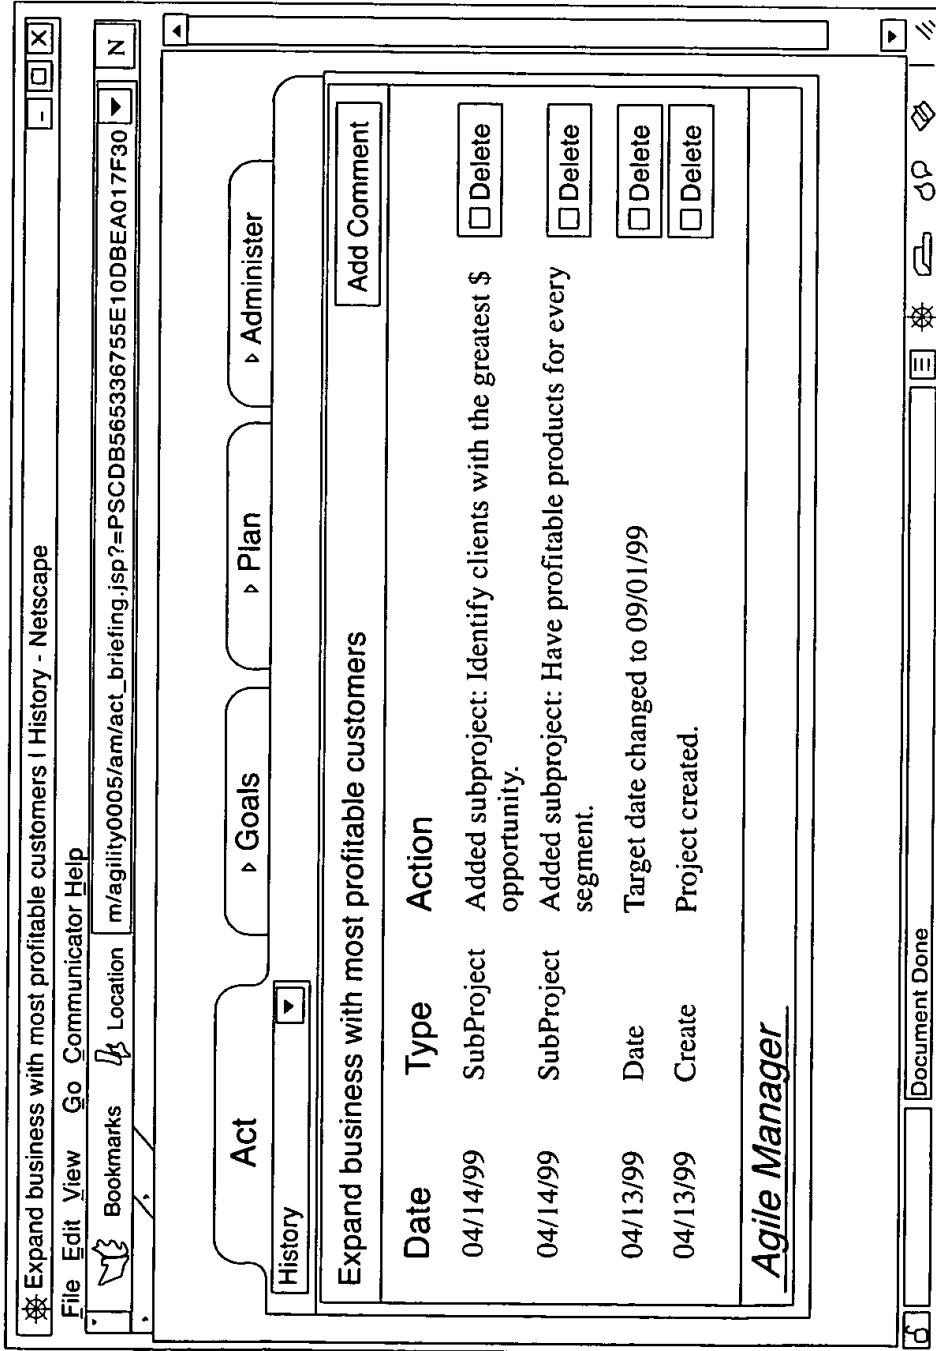 Expand business with most profitable customers | History - Netscape
File Edit View Go Communicator Help
Bookmarks Location m/agility0005/am/act_briefing.jsp?=PSCDB565336755E10DBEA017F30 N
Act Goals Plan Administer
History
Expand business with most profitable customers Add Comment
Date Type Action
04/14/99 SubProject Added subproject: Identify clients with the greatest $ Delete
opportunity.
04/14/99 SubProject Added subproject: Have profitable products for every Delete
segment.
04/13/99 Date Target date changed to 09/01/99 Delete
04/13/99 Create Project created. Delete
Agile Manager
Document Done